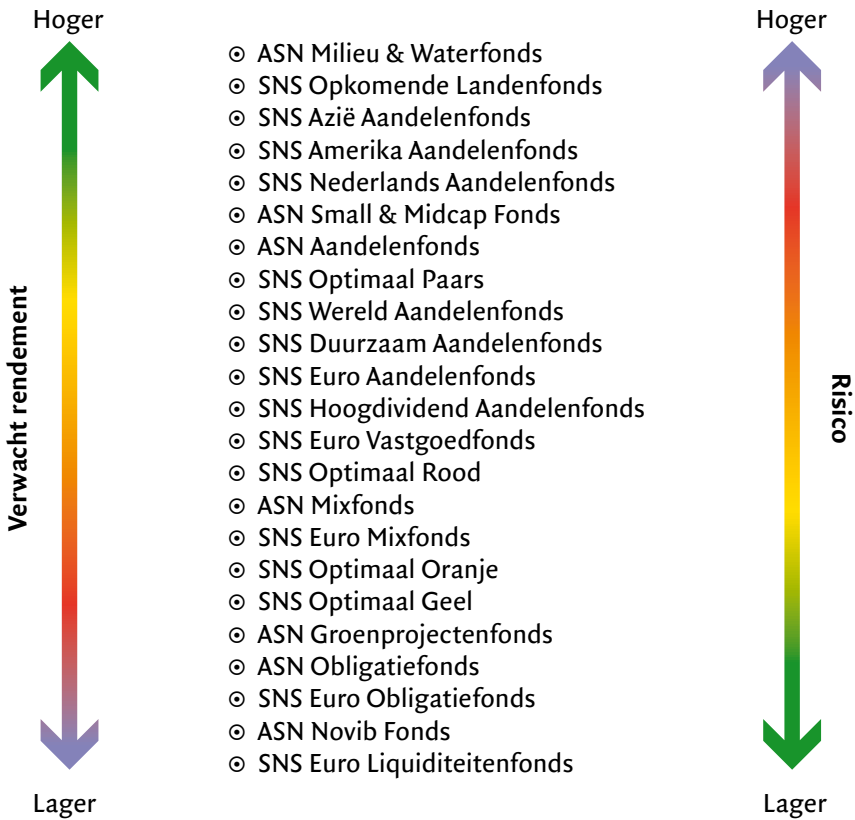 Hoger
Hoger
ASN Milieu & Waterfonds
SNS Opkomende Landenfonds
SNS Azië Aandelenfonds
SNS Amerika Aandelenfonds
SNS Nederlands Aandelenfonds
ASN Small & Midcap Fonds
ASN Aandelenfonds
SNS Optimaal Paars
SNS Wereld Aandelenfonds
SNS Duurzaam Aandelenfonds
SNS Euro Aandelenfonds
SNS Hoogdividend Aandelenfonds
SNS Euro Vastgoedfonds
SNS Optimaal Rood
ASN Mixfonds
SNS Euro Mixfonds
SNS Optimaal Oranje
SNS Optimaal Geel
ASN Groenprojectenfonds
ASN Obligatiefonds
SNS Euro Obligatiefonds
ASN Novib Fonds
SNS Euro Liquiditeitenfonds
Verwacht rendement
Risico
Lager
Lager